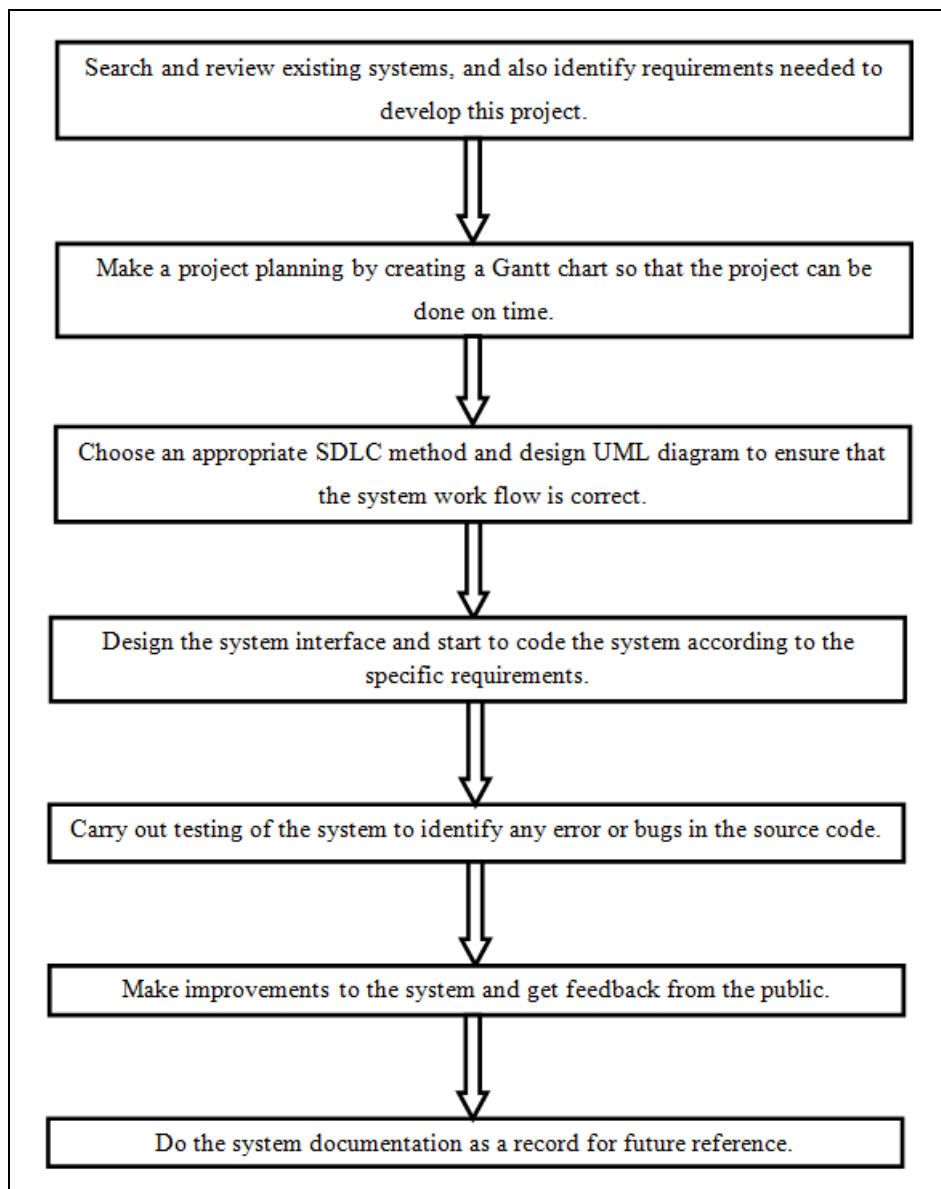 Search and review existing systems, and also identify requirements needed to
develop this project.
Make a project planning by creating a Gantt chart so that the project can be
done on time.
Choose an appropriate SDLC method and design UML diagram to ensure that
the system work flow is correct.
Design the system interface and start to code the system according to the
specific requirements.
Carry out testing of the system to identify any error or bugs in the source code.
Make improvements to the system and get feedback from the public.
Do the system documentation as a record for future reference.